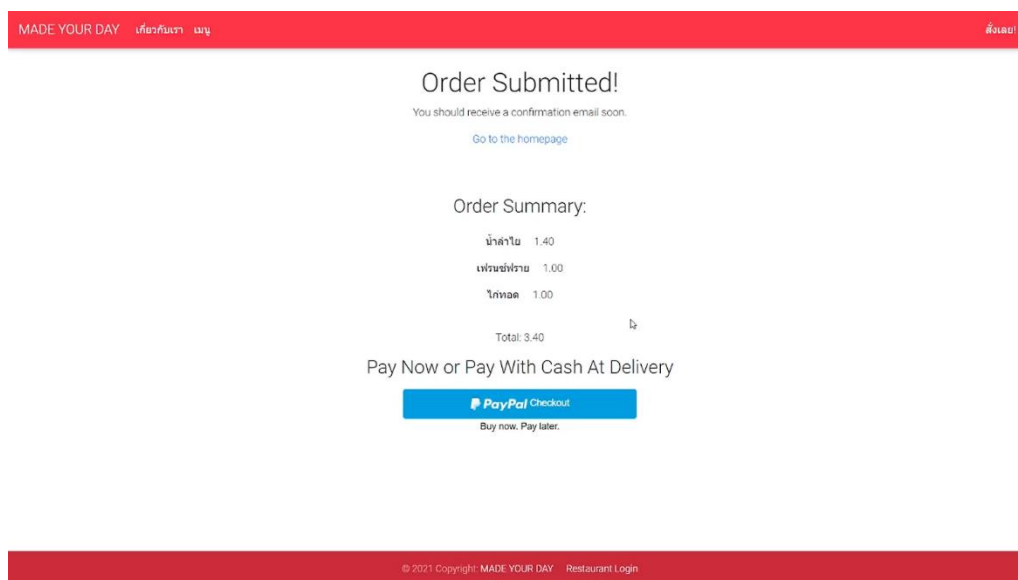 MADE YOUR DAY เกี่ยวกับเรา เมนู สั่งเลย!
Order Submitted!
You should receive a confirmation email soon.
Go to the homepage
Order Summary:
น้ำลำไย 1.40
เฟรนช์ฟราย 1.00
ไก่ทอด 1.00
Total: 3.40
Pay Now or Pay With Cash At Delivery
PayPal Checkout
Buy now. Pay later.
© 2021 Copyright: MADE YOUR DAY Restaurant Login